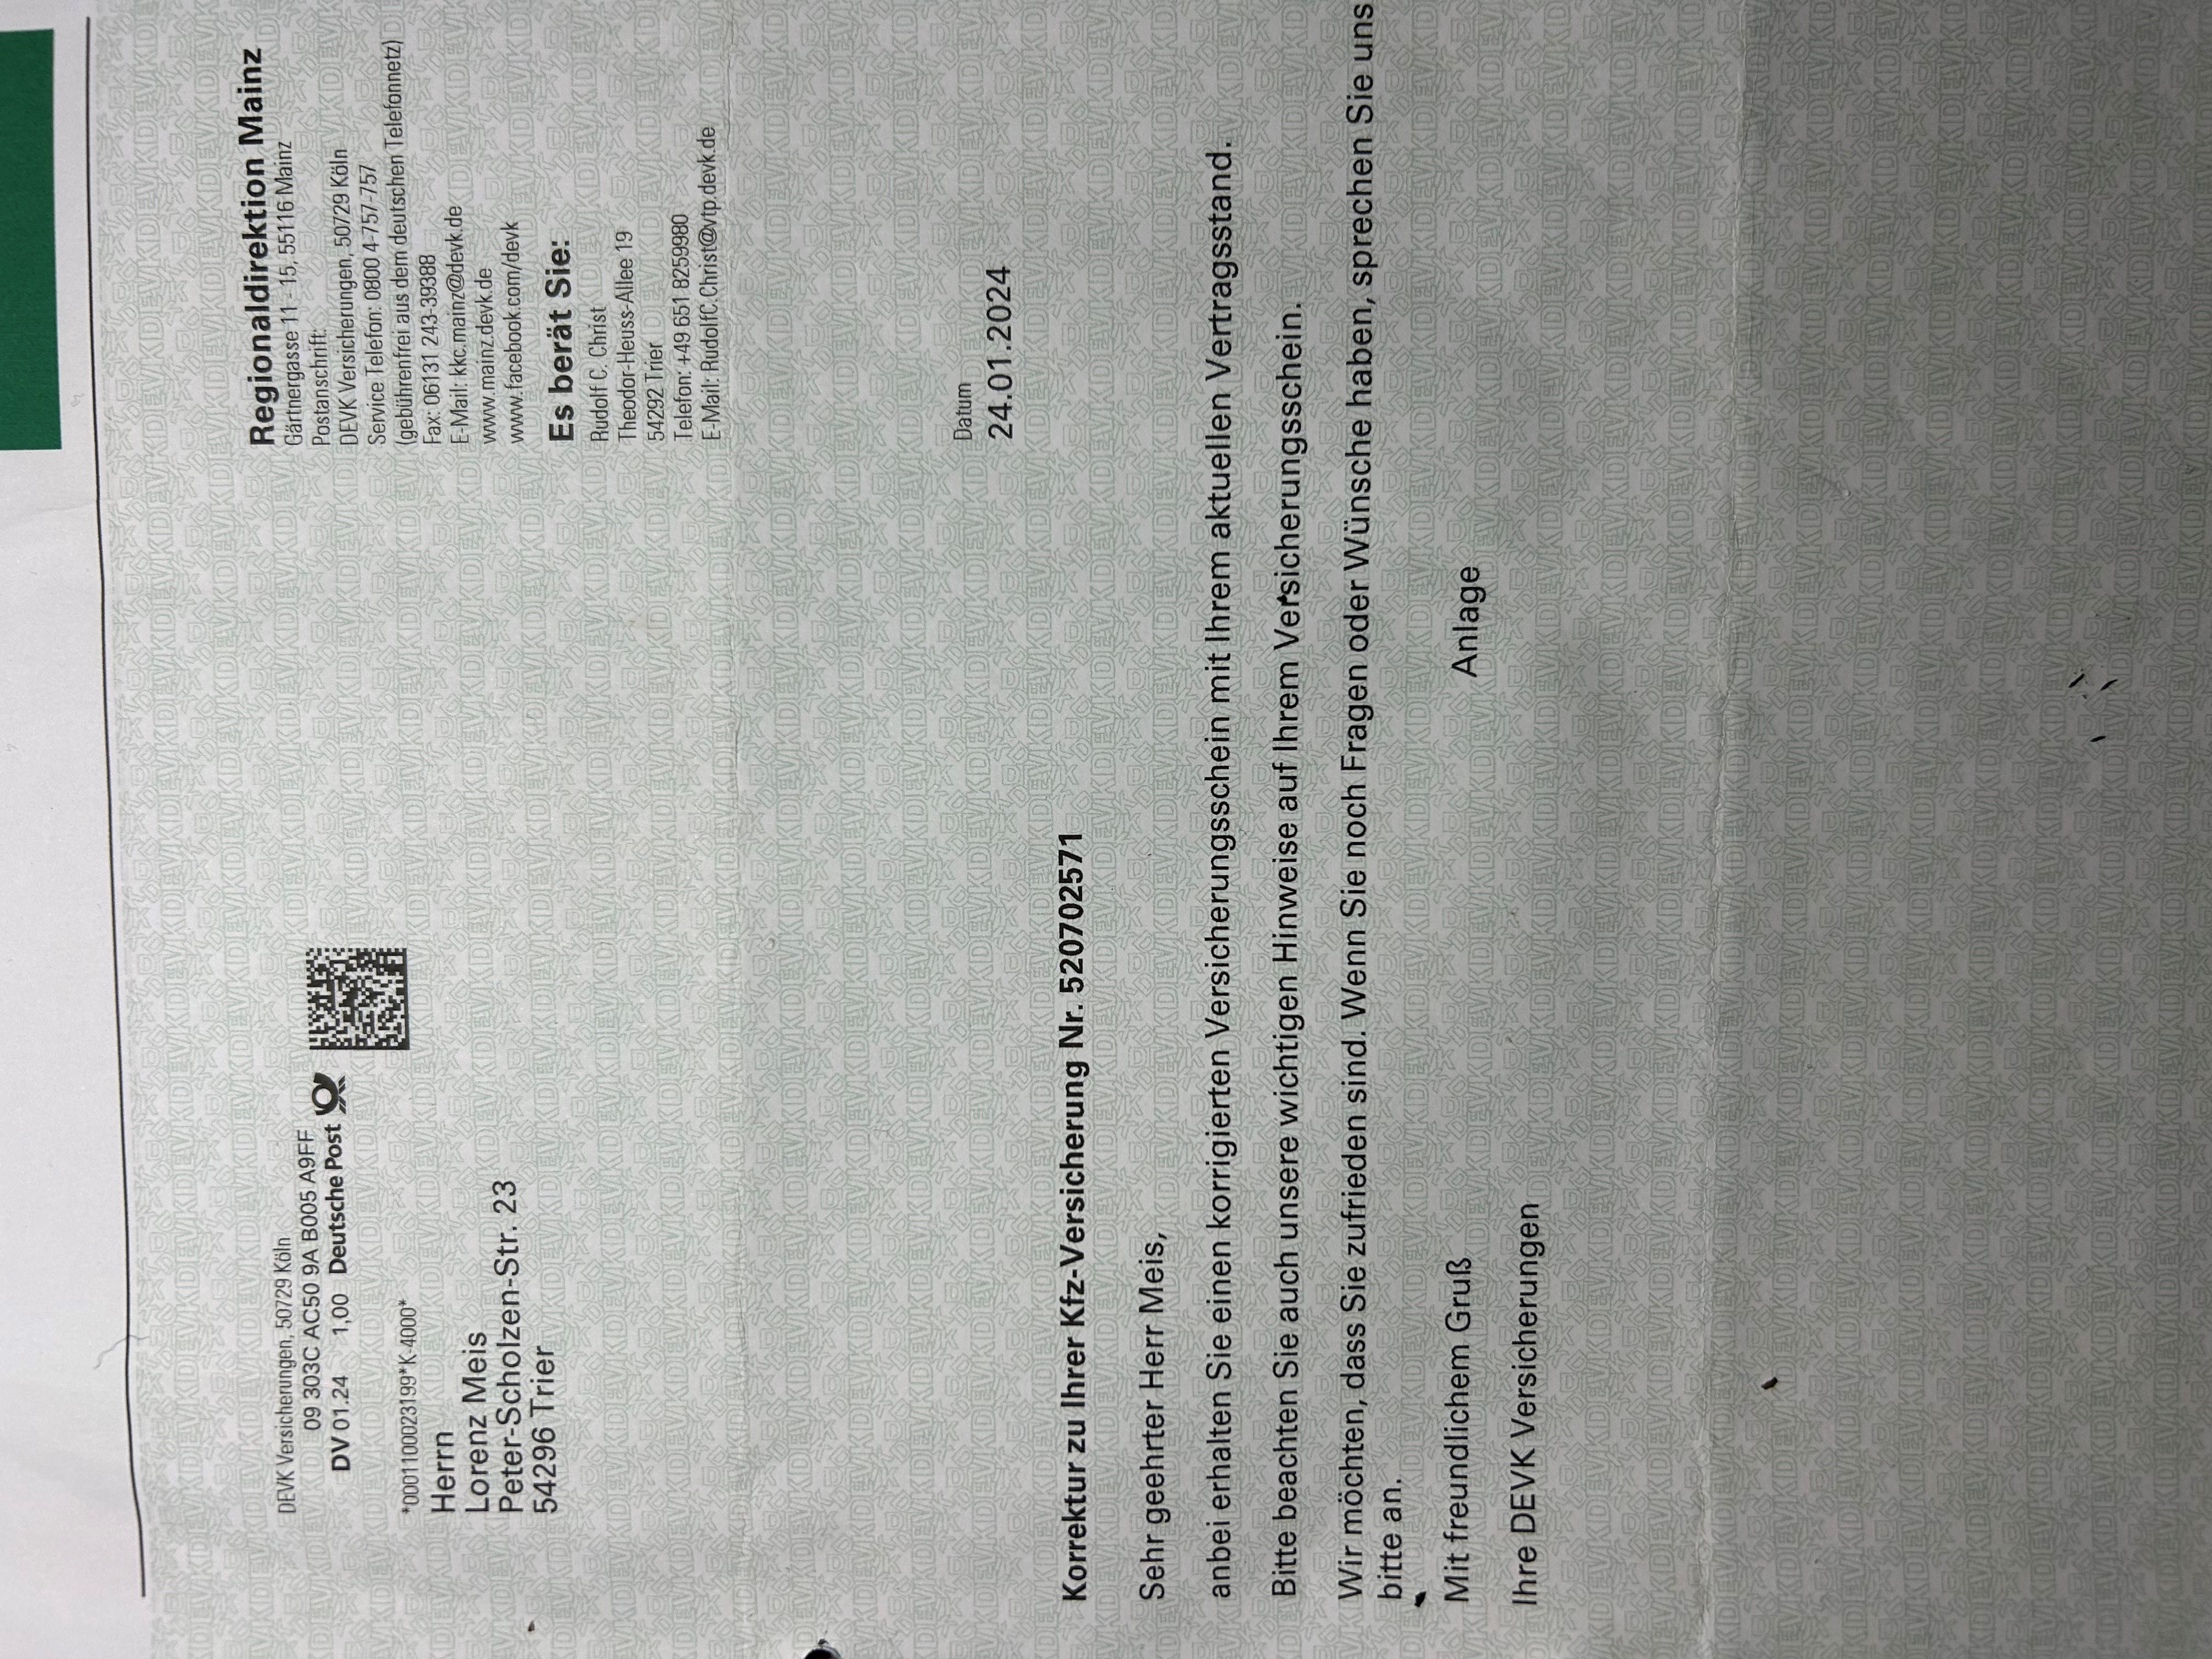 DEVK Versicherungen, 50729 Köln
09 303C AC50 9A B005 A9FF
DV 01.24 1,00 Deutsche Post
*0001100023199*K-4000*
Herrn
Lorenz Meis
Peter-Scholzen-Str. 23
54296 Trier
Regionaldirektion Mainz
Gärtnergasse 11 - 15, 55116 Mainz
Postanschrift:
DEVK Versicherungen, 50729 Köln
Service Telefon: 0800 4-757-757
(gebührenfrei aus dem deutschen Telefonnetz)
Fax: 06131 243-39388
E-Mail: kkc.mainz@devk.de
www.mainz.devk.de
www.facebook.com/devk
Es berät Sie:
Rudolf C. Christ
Theodor-Heuss-Allee 19
54292 Trier
Telefon: +49 651 8259980
E-Mail: RudolfC.Christ@vtp.devk.de
Datum
24.01.2024
Korrektur zu Ihrer Kfz-Versicherung Nr. 520702571
Sehr geehrter Herr Meis,
anbei erhalten Sie einen korrigierten Versicherungsschein mit Ihrem aktuellen Vertragsstand.
Bitte beachten Sie auch unsere wichtigen Hinweise auf Ihrem Versicherungsschein.
Wir möchten, dass Sie zufrieden sind. Wenn Sie noch Fragen oder Wünsche haben, sprechen Sie uns
bitte an.
Mit freundlichem Gruß
Anlage
Ihre DEVK Versicherungen